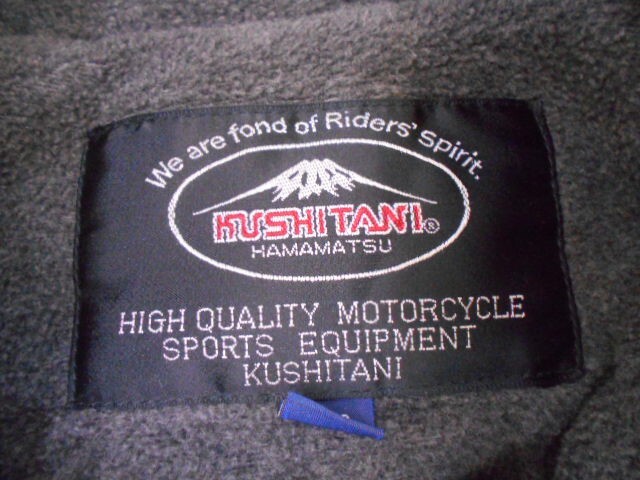 We are fond of Riders' Spirit.
KUSHITANI®
HAMAMATSU
HIGH QUALITY MOTORCYCLE
SPORTS EQUIPMENT
KUSHITANI